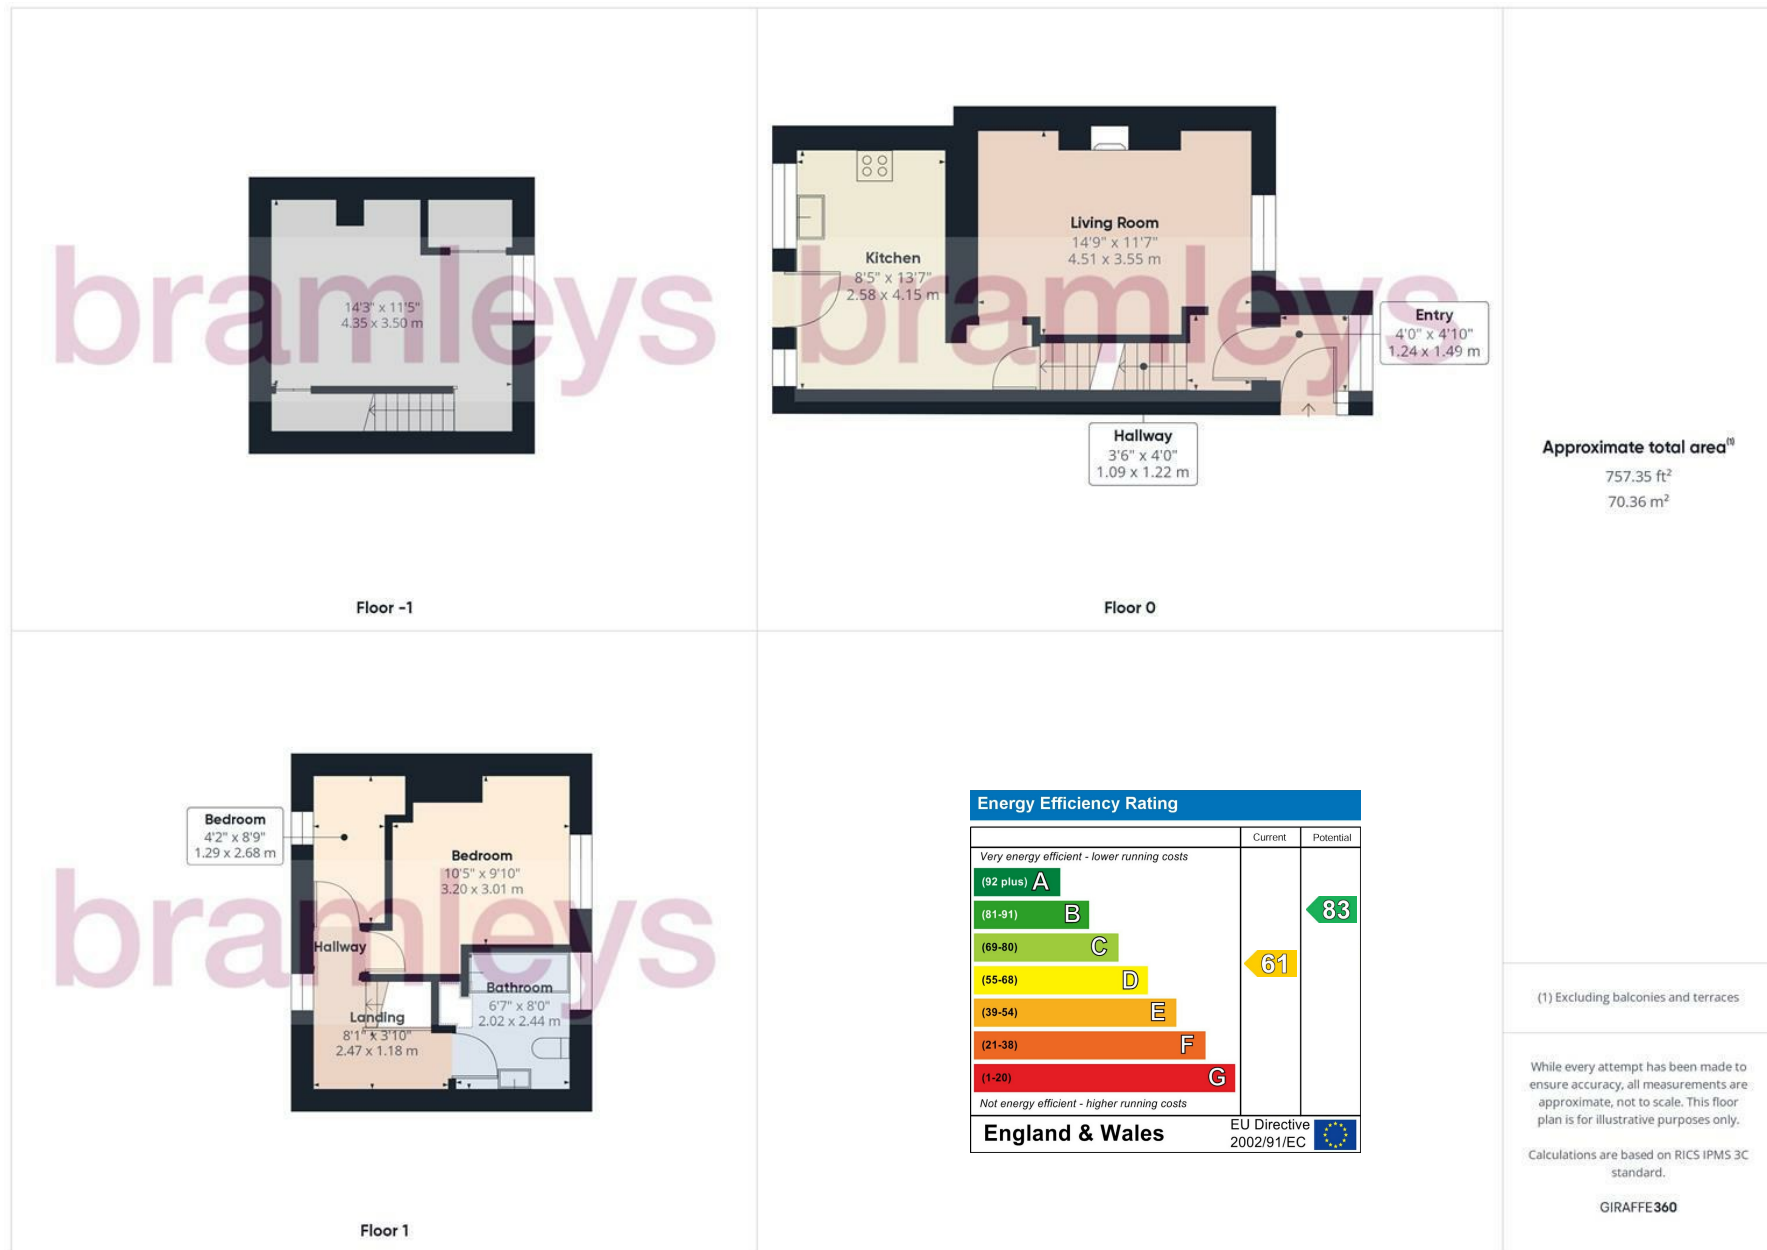 bramleys
14'3" x 11'5"
4.35 x 3.50 m
Floor -1
bramleys
Kitchen
8'5" x 13'7"
2.58 x 4.15 m
Living Room
14'9" x 11'7"
4.51 x 3.55 m
Entry
4'0" x 4'10"
1.24 x 1.49 m
Hallway
3'6" x 4'0"
1.09 x 1.22 m
Floor 0
Approximate total area(1)
757.35 ft²
70.36 m²
bramleys
Bedroom
4'2" x 8'9"
1.29 x 2.68 m
Bedroom
10'5" x 9'10"
3.20 x 3.01 m
Hallway
Bathroom
6'7" x 8'0"
2.02 x 2.44 m
Landing
8'1" x 3'10"
2.47 x 1.18 m
Floor 1
Energy Efficiency Rating
Current Potential
Very energy efficient - lower running costs
(92 plus) A
(81-91) B
83
(69-80) C
61
(55-68) D
(39-54) E
(21-38) F
(1-20) G
Not energy efficient - higher running costs
England & Wales
EU Directive
2002/91/EC
(1) Excluding balconies and terraces
While every attempt has been made to
ensure accuracy, all measurements are
approximate, not to scale. This floor
plan is for illustrative purposes only.
Calculations are based on RICS IPMS 3C
standard.
GIRAFFE360